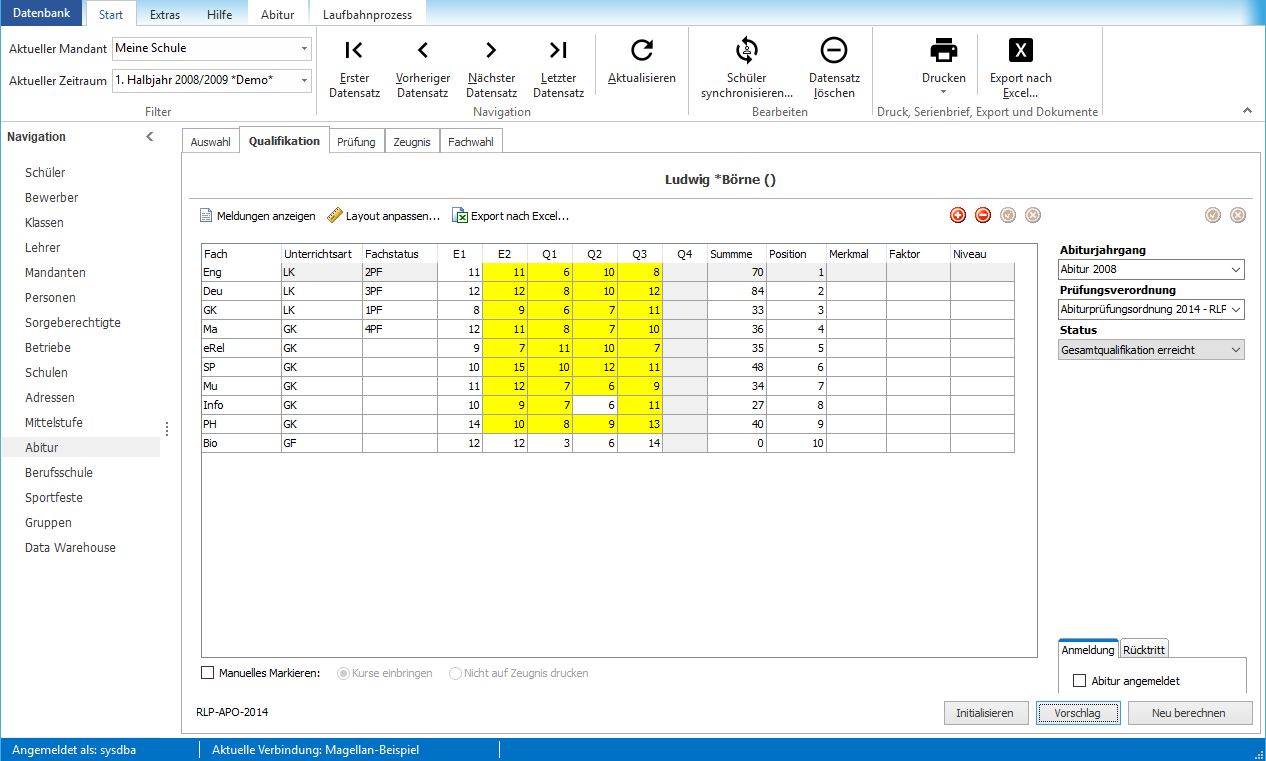 Datenbank Start Extras Hilfe Abitur Laufbahnprozess
Aktueller Mandant Meine Schule
Aktueller Zeitraum 1. Halbjahr 2008/2009 *Demo*
Filter
Erster Datensatz
Vorheriger Datensatz
Nächster Datensatz
Letzter Datensatz
Aktualisieren
Navigation
Schüler synchronisieren...
Datensatz löschen
Bearbeiten
Drucken
Export nach Excel...
Druck, Serienbrief, Export und Dokumente
Navigation
Schüler
Bewerber
Klassen
Lehrer
Mandanten
Personen
Sorgeberechtigte
Betriebe
Schulen
Adressen
Mittelstufe
Abitur
Berufsschule
Sportfeste
Gruppen
Data Warehouse
Auswahl Qualifikation Prüfung Zeugnis Fachwahl
Ludwig *Börne ()
Meldungen anzeigen Layout anpassen... Export nach Excel...
Fach Unterrichtsart Fachstatus E1 E2 Q1 Q2 Q3 Q4 Summme Position Merkmal Faktor Niveau
Eng LK 2PF 11 11 6 10 8 70 1
Deu LK 3PF 12 12 8 10 12 84 2
GK LK 1PF 8 9 6 7 11 33 3
Ma GK 4PF 12 11 8 7 10 36 4
eRel GK 9 7 11 10 7 35 5
SP GK 10 15 10 12 11 48 6
Mu GK 11 12 7 6 9 34 7
Info GK 10 9 7 6 11 27 8
PH GK 14 10 8 9 13 40 9
Bio GF 12 12 3 6 14 0 10
Abiturjahrgang
Abitur 2008
Prüfungsverordnung
Abiturprüfungsordnung 2014 - RLP
Status
Gesamtqualifikation erreicht
Anmeldung Rücktritt
Abitur angemeldet
Manuelles Markieren: Kurse einbringen Nicht auf Zeugnis drucken
RLP-APO-2014
Initialisieren Vorschlag Neu berechnen
Angemeldet als: sysdba Aktuelle Verbindung: Magellan-Beispiel